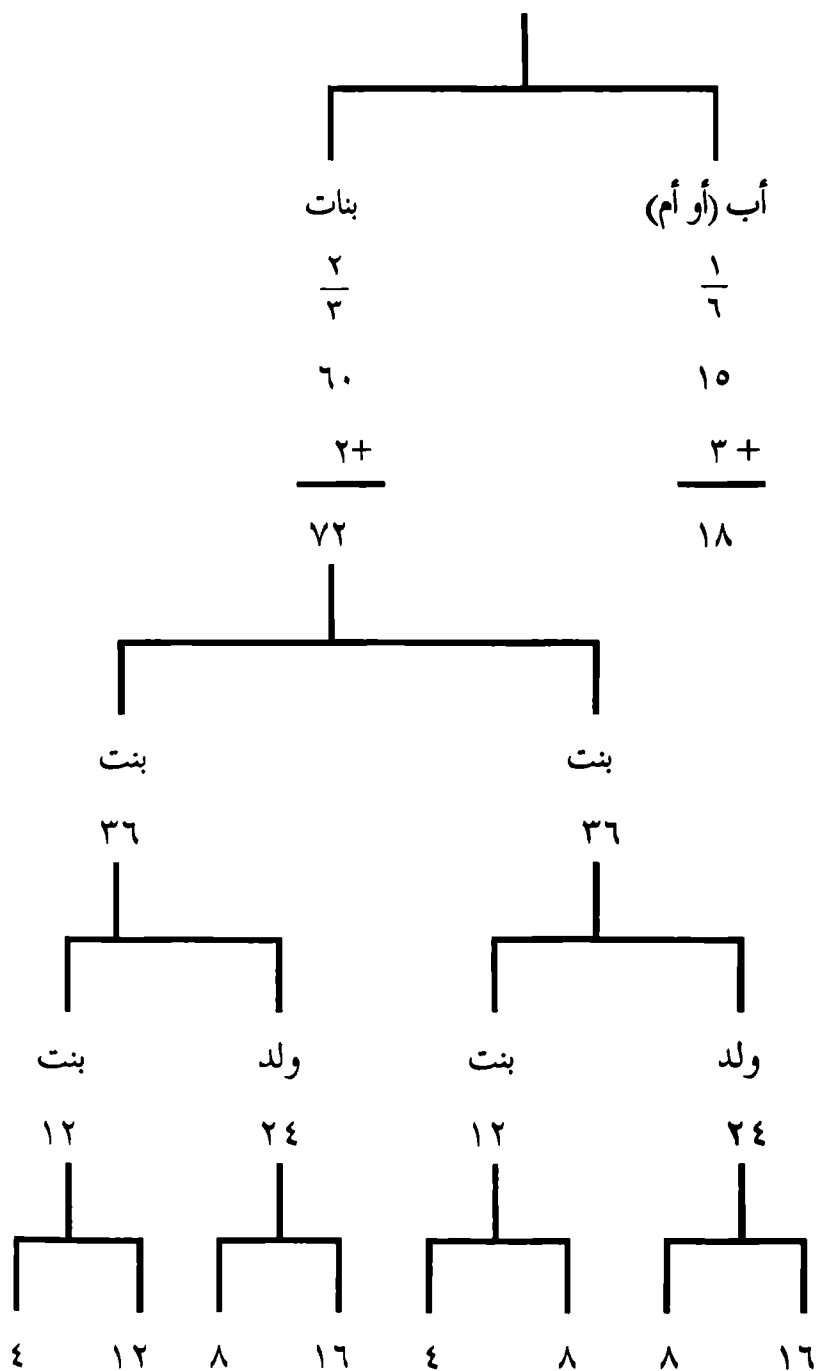 أب (أو أم) بنات
١/٦ ٢/٣
١٥ ٦٠
+ ٣ +٢
١٨ ٧٢
بنت بنت
٣٦ ٣٦
ولد بنت ولد بنت
٢٤ ١٢ ٢٤ ١٢
١٦ ٨ ٨ ٤ ١٦ ٨ ١٢ ٤